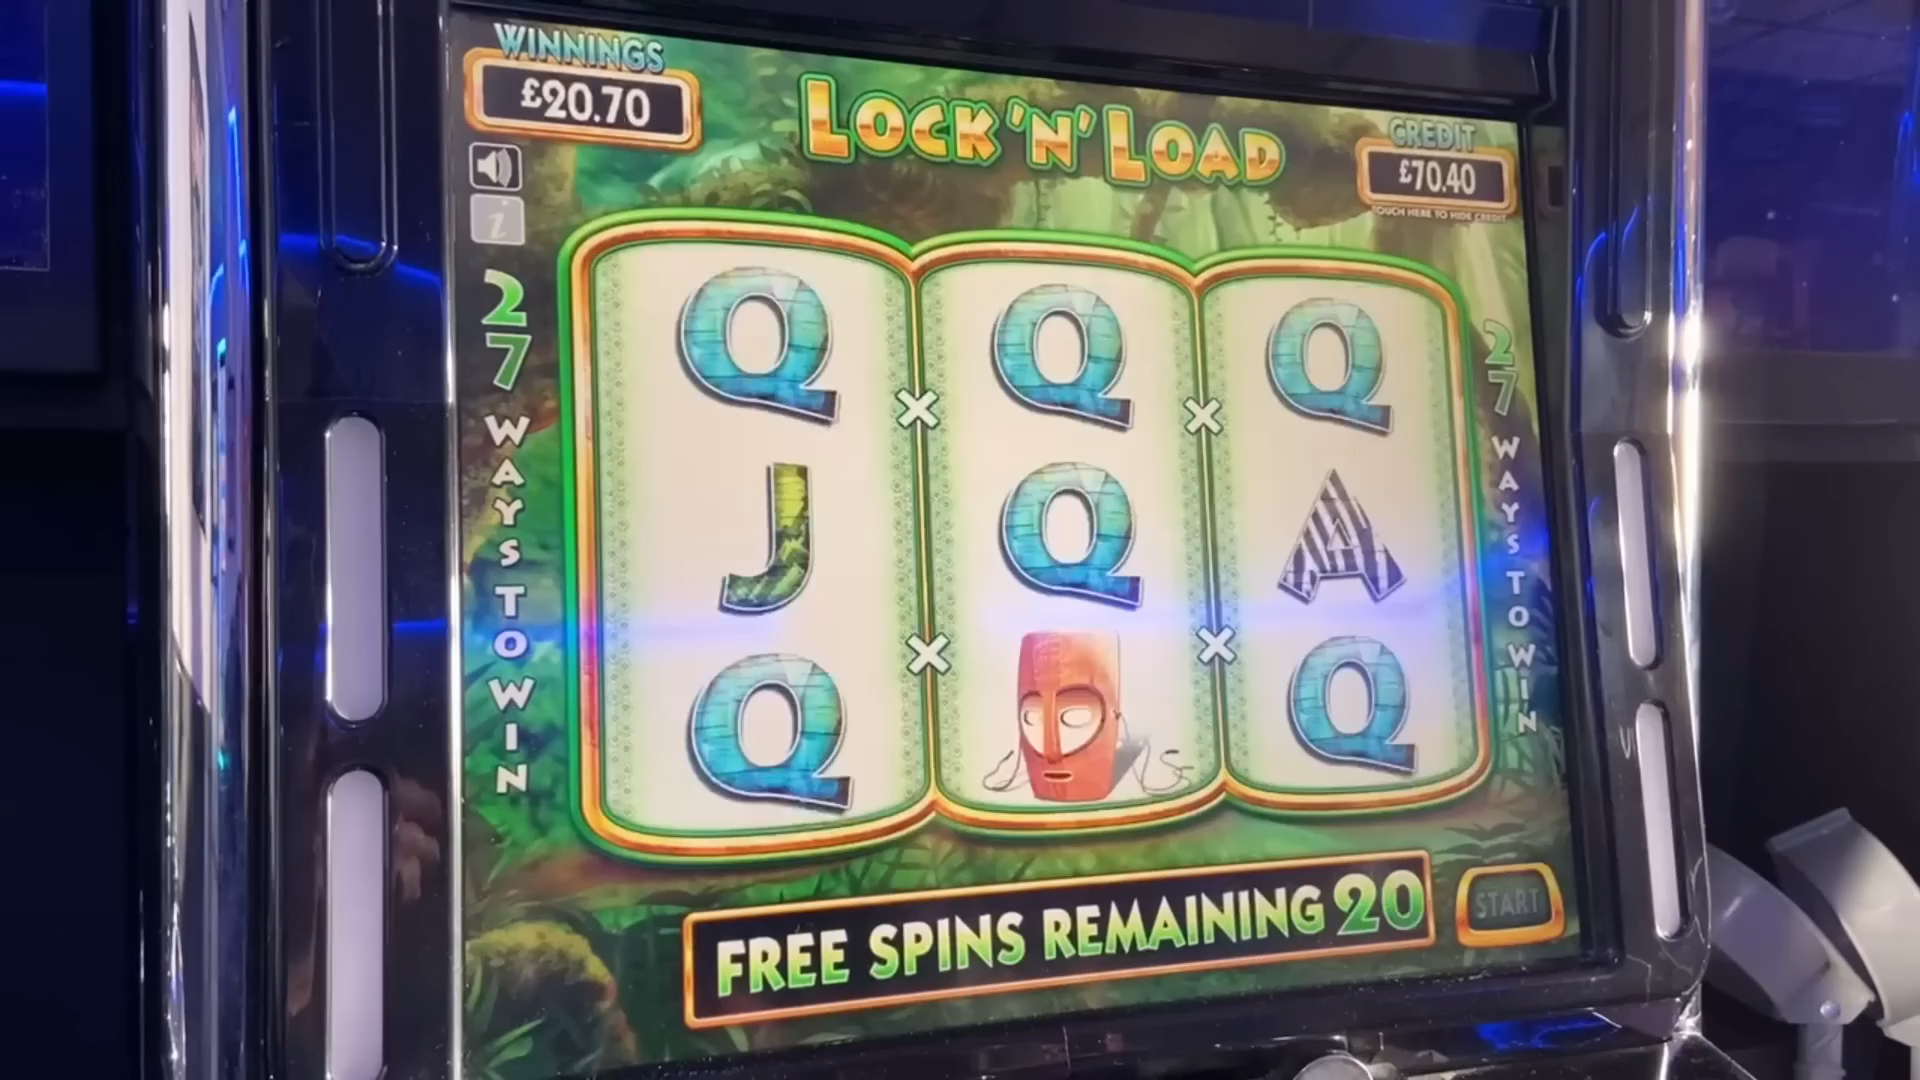 WINNINGS
£20.70
LOCK 'N' LOAD
CREDIT
£70.40
TOUCH HERE TO HIDE CREDIT
i
27 WAYS TO WIN
27 WAYS TO WIN
Q Q Q
J Q A
Q Q
FREE SPINS REMAINING 20
START